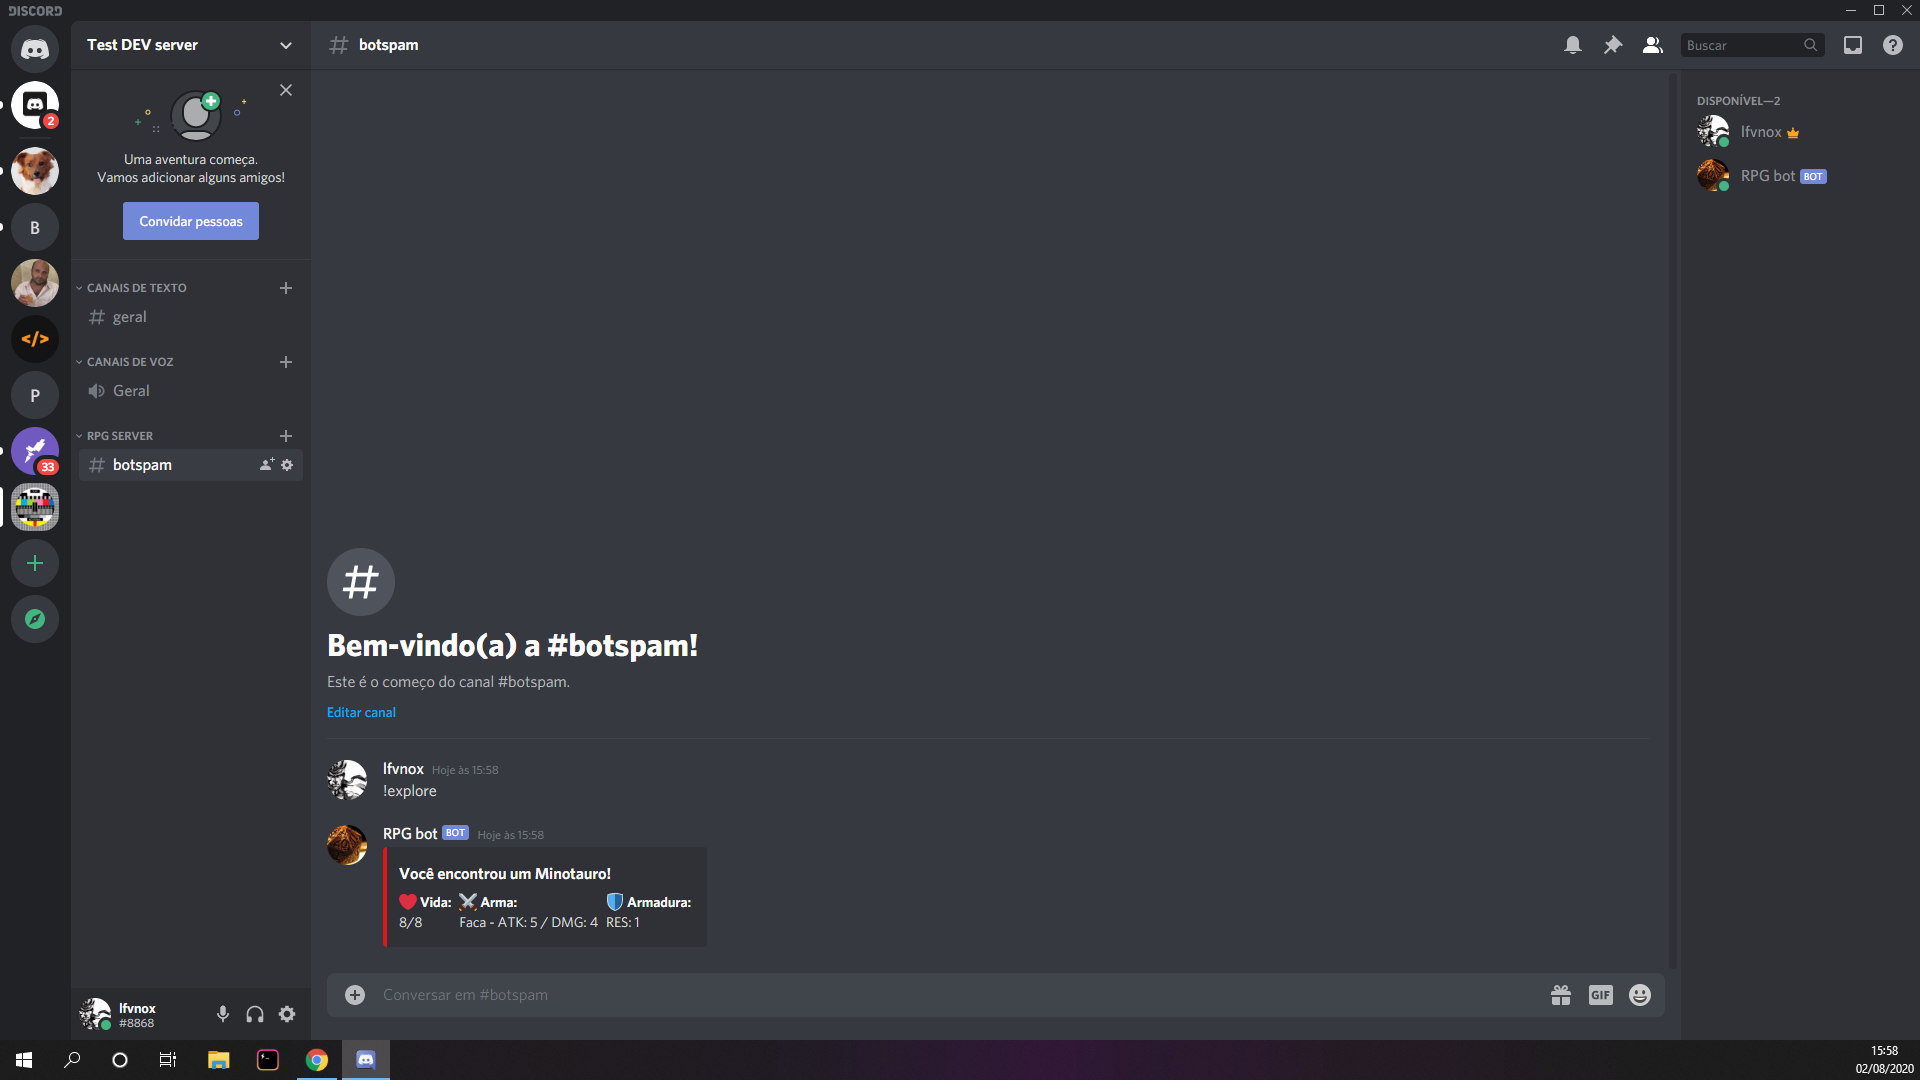 DISCORD
Test DEV server
botspam
Buscar
2
Uma aventura começa.
Vamos adicionar alguns amigos!
Convidar pessoas
B
CANAIS DE TEXTO
geral
</>
CANAIS DE VOZ
Geral
P
RPG SERVER
33
botspam
DISPONÍVEL—2
lfvnox
RPG bot BOT
#
Bem-vindo(a) a #botspam!
Este é o começo do canal #botspam.
Editar canal
lfvnox Hoje às 15:58
!explore
RPG bot BOT Hoje às 15:58
Você encontrou um Minotauro!
Vida: Arma: Armadura:
8/8 Faca - ATK: 5 / DMG: 4 RES: 1
Conversar em #botspam
GIF
lfvnox
#8868
15:58
02/08/2020